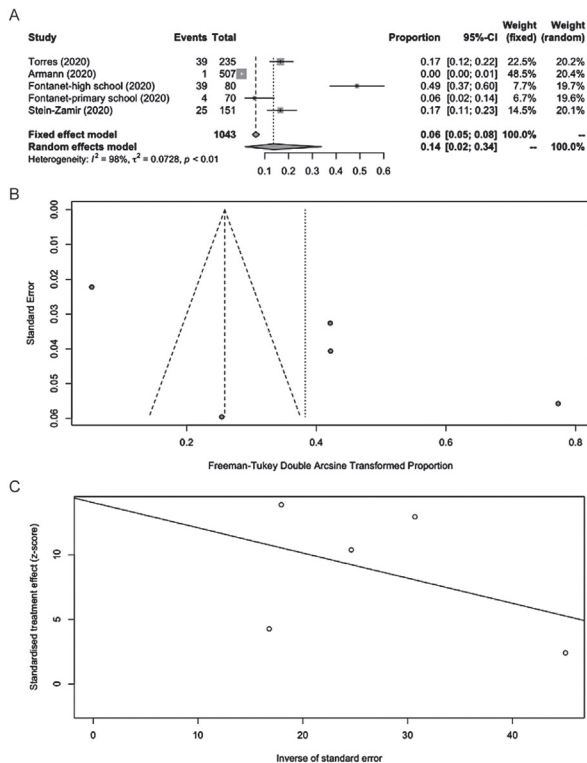 A
Weight Weight
Study Events Total Proportion 95%-CI (fixed) (random)
Torres (2020) 39 235 0.17 [0.12; 0.22] 22.5% 20.2%
Armann (2020) 1 507 0.00 [0.00; 0.01] 48.5% 20.4%
Fontanet-high school (2020) 39 80 0.49 [0.37; 0.60] 7.7% 19.7%
Fontanet-primary school (2020) 4 70 0.06 [0.02; 0.14] 6.7% 19.6%
Stein-Zamir (2020) 25 151 0.17 [0.11; 0.23] 14.5% 20.1%
Fixed effect model 1043 0.06 [0.05; 0.08] 100.0% --
Random effects model 0.14 [0.02; 0.34] -- 100.0%
Heterogeneity: I² = 98%, τ² = 0.0728, p < 0.01
0.1 0.2 0.3 0.4 0.5 0.6
B
0.00
0.01
0.02
0.03
0.04
0.05
0.06
Standard Error
0.2 0.4 0.6 0.8
Freeman-Tukey Double Arcsine Transformed Proportion
C
10
5
0
Standardised treatment effect (z-score)
0 10 20 30 40
Inverse of standard error